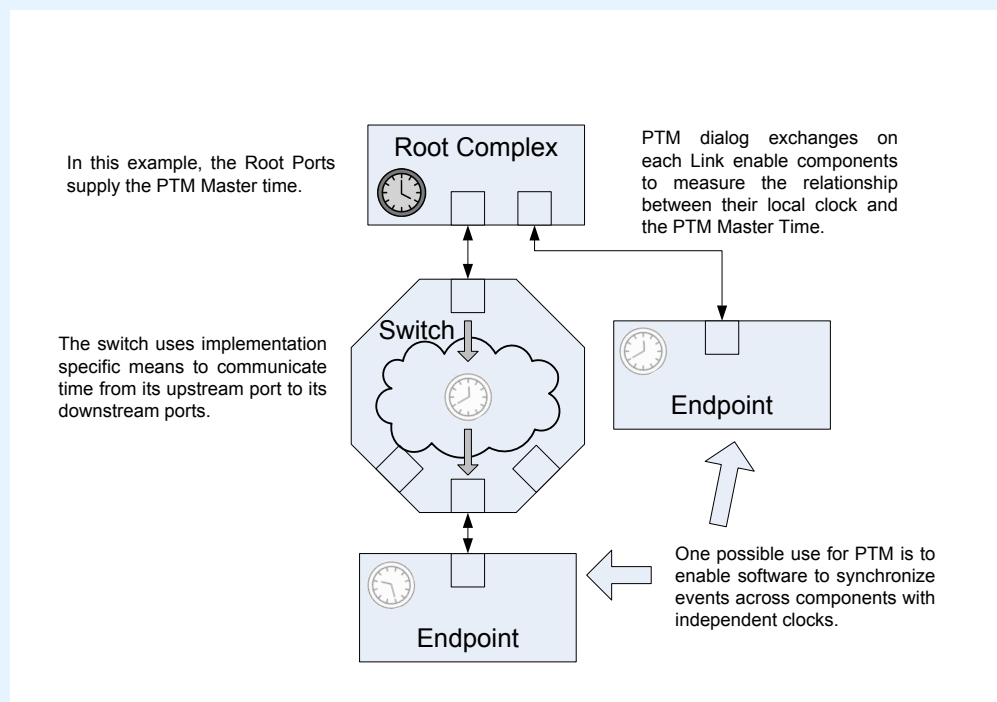 In this example, the Root Ports
supply the PTM Master time.
Root Complex
PTM dialog exchanges on
each Link enable components
to measure the relationship
between their local clock and
the PTM Master Time.
The switch uses implementation
specific means to communicate
time from its upstream port to its
downstream ports.
Switch
Endpoint
One possible use for PTM is to
enable software to synchronize
events across components with
independent clocks.
Endpoint